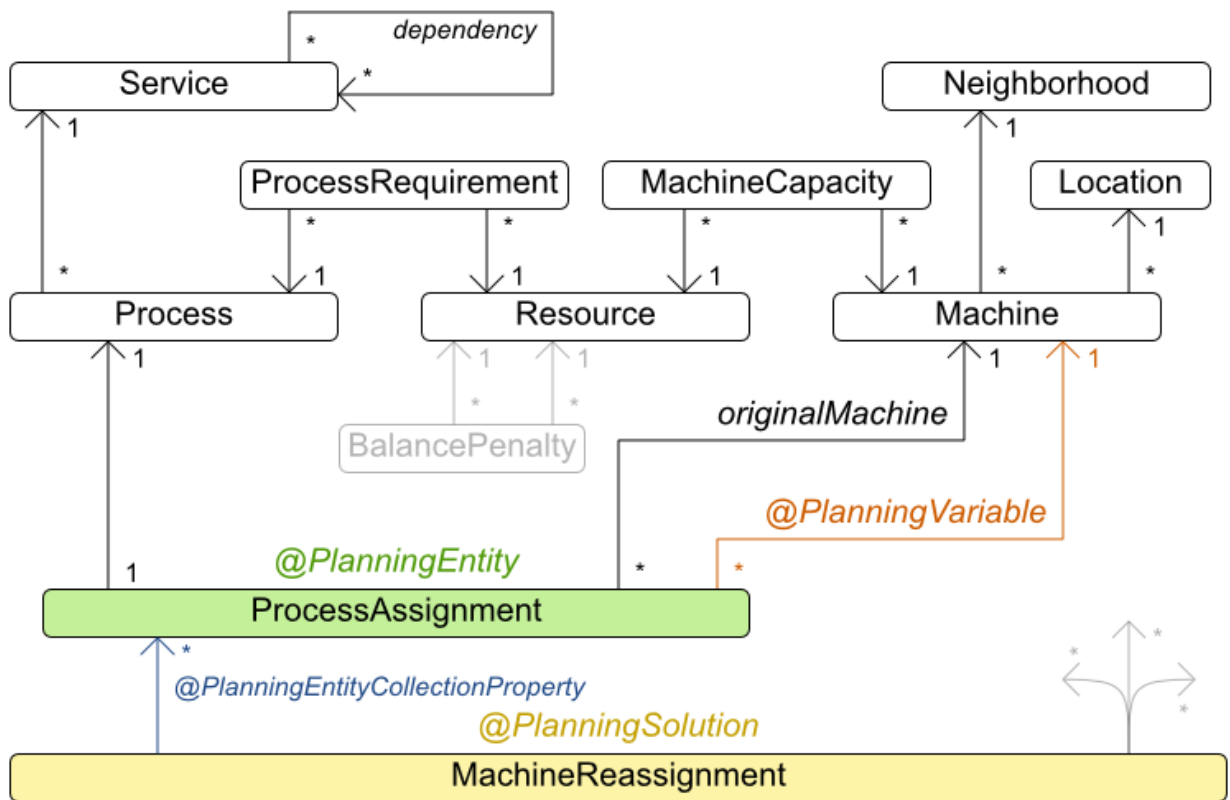 dependency
*
*
Service
Neighborhood
1
1
ProcessRequirement
MachineCapacity
Location
* * * * 1
* 1 1 1 1 * *
Process
Resource
Machine
1 1 1 1 1
* *
originalMachine
BalancePenalty
@PlanningVariable
@PlanningEntity
1 * *
ProcessAssignment
* * *
@PlanningEntityCollectionProperty
*
@PlanningSolution
MachineReassignment